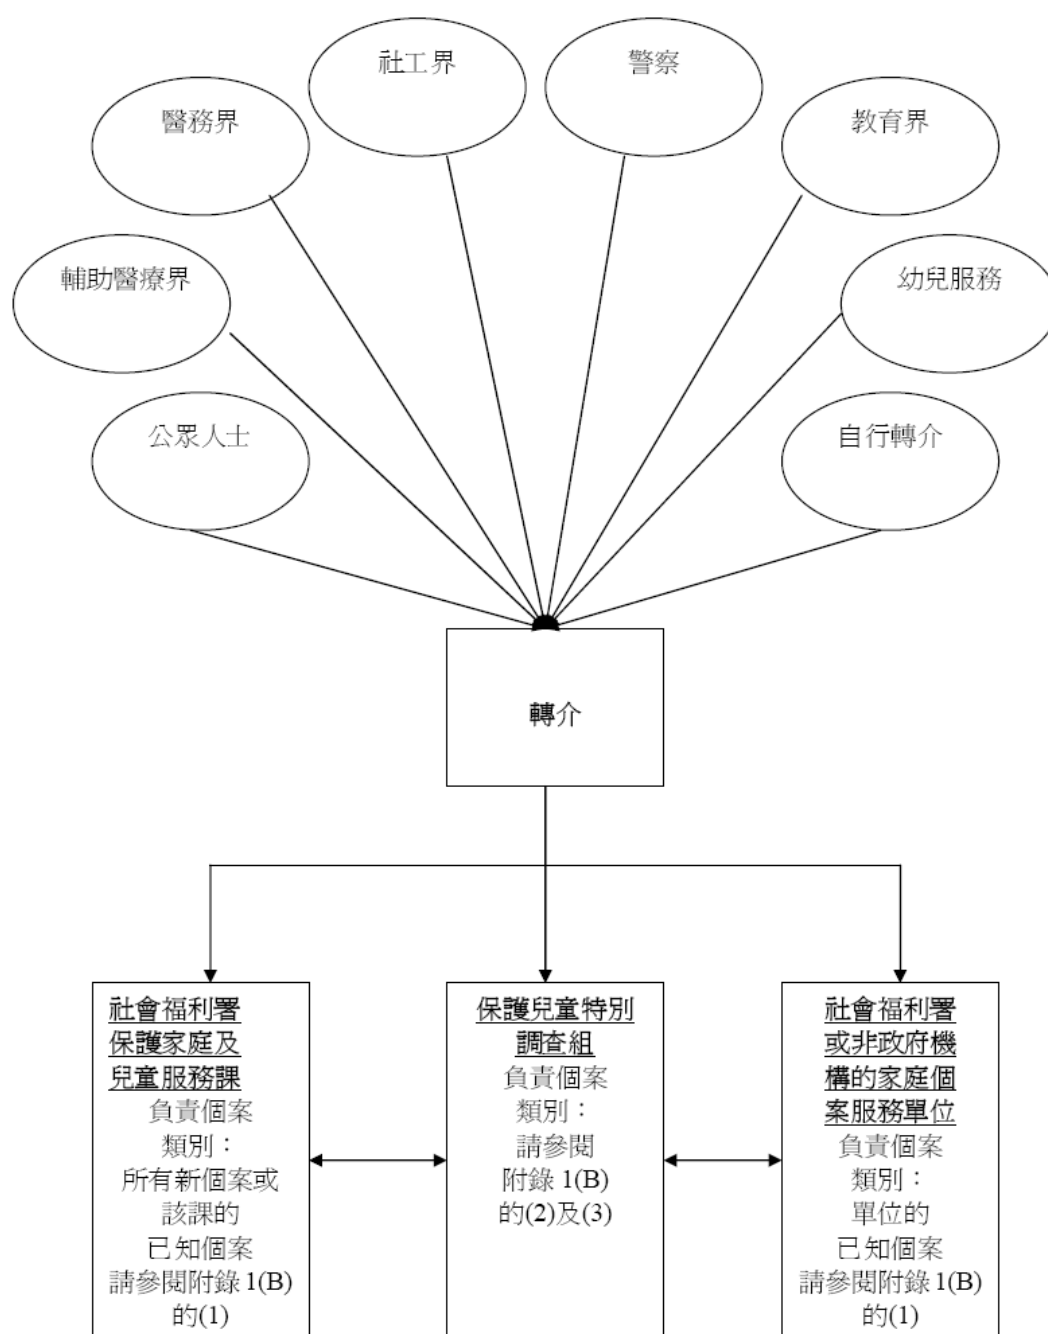 社工界
警察
醫務界
教育界
輔助醫療界
幼兒服務
公眾人士
自行轉介
轉介
社會福利署
保護家庭及
兒童服務課
負責個案
類別：
所有新個案或
該課的
已知個案
請參閱附錄 1(B)
的(1)
保護兒童特別
調查組
負責個案
類別：
請參閱
附錄 1(B)
的(2)及(3)
社會福利署
或非政府機
構的家庭個
案服務單位
負責個案
類別：
單位的
已知個案
請參閱附錄 1(B)
的(1)